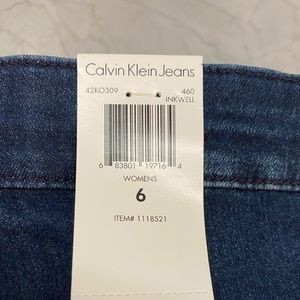 Calvin Klein Jeans
42KO309 460
INKWELL
6 83801 19716 4
WOMENS
6
ITEM# 1118521